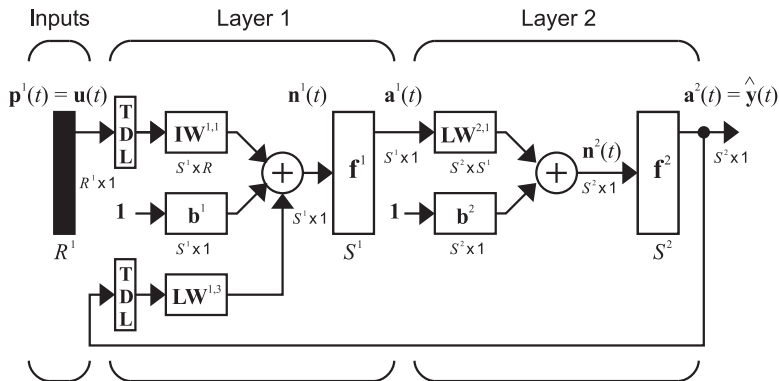 Inputs
Layer 1
Layer 2
p¹(t) = u(t)
n¹(t)
a¹(t)
a²(t) = ŷ(t)
T
D
L
IW¹,¹
f¹
LW²,¹
n²(t)
f²
S¹ x R
S¹ x 1
S² x S¹
S² x 1
S² x 1
R¹ x 1
1
b¹
S¹ x 1
1
b²
S¹ x 1
S² x 1
R¹
S¹
S²
T
D
L
LW¹,³